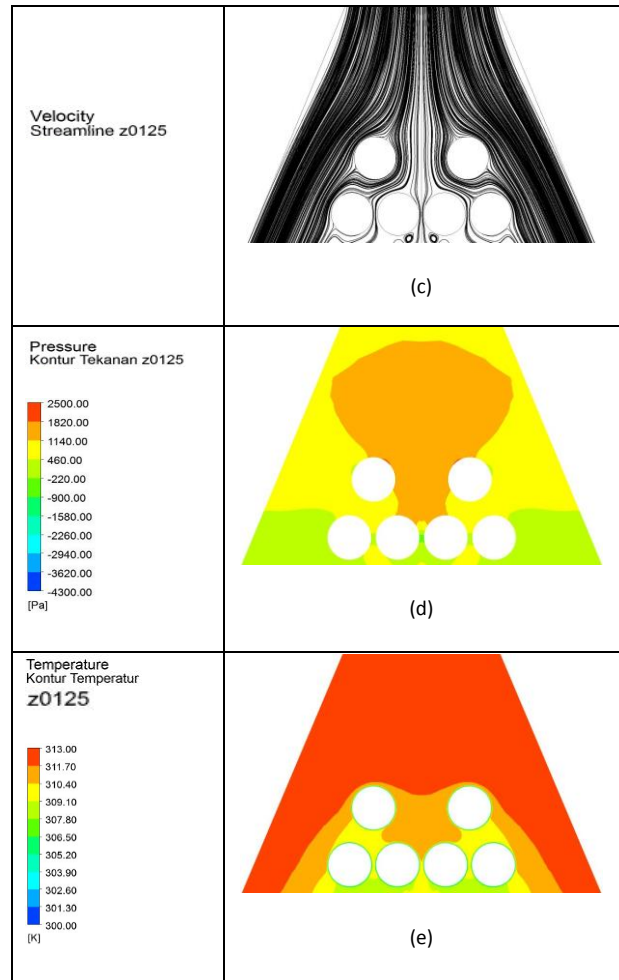 Velocity
Streamline z0125
(c)
Pressure
Kontur Tekanan z0125
2500.00
1820.00
1140.00
460.00
-220.00
-900.00
-1580.00
-2260.00
-2940.00
-3620.00
-4300.00
[Pa]
(d)
Temperature
Kontur Temperatur
z0125
313.00
311.70
310.40
309.10
307.80
306.50
305.20
303.90
302.60
301.30
300.00
[K]
(e)